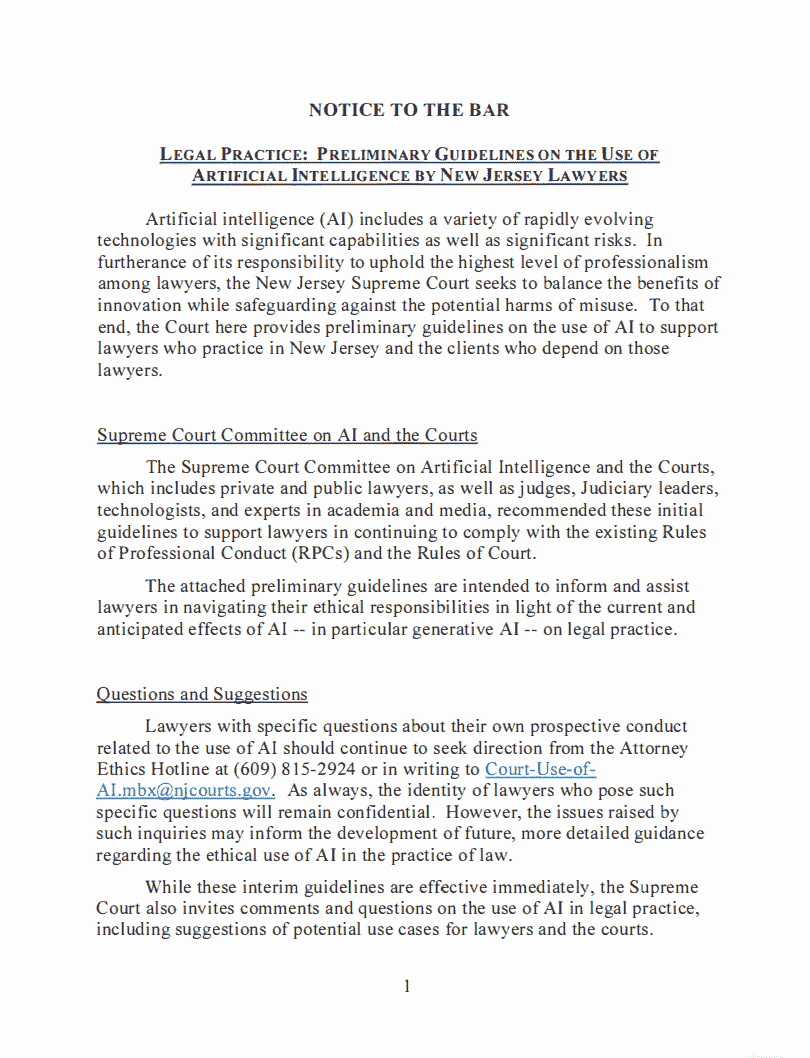 NOTICE TO THE BAR
LEGAL PRACTICE: PRELIMINARY GUIDELINES ON THE USE OF
ARTIFICIAL INTELLIGENCE BY NEW JERSEY LAWYERS
Artificial intelligence (AI) includes a variety of rapidly evolving
technologies with significant capabilities as well as significant risks. In
furtherance of its responsibility to uphold the highest level of professionalism
among lawyers, the New Jersey Supreme Court seeks to balance the benefits of
innovation while safeguarding against the potential harms of misuse. To that
end, the Court here provides preliminary guidelines on the use of AI to support
lawyers who practice in New Jersey and the clients who depend on those
lawyers.
Supreme Court Committee on AI and the Courts
The Supreme Court Committee on Artificial Intelligence and the Courts,
which includes private and public lawyers, as well as judges, Judiciary leaders,
technologists, and experts in academia and media, recommended these initial
guidelines to support lawyers in continuing to comply with the existing Rules
of Professional Conduct (RPCs) and the Rules of Court.
The attached preliminary guidelines are intended to inform and assist
lawyers in navigating their ethical responsibilities in light of the current and
anticipated effects of AI -- in particular generative AI -- on legal practice.
Questions and Suggestions
Lawyers with specific questions about their own prospective conduct
related to the use of AI should continue to seek direction from the Attorney
Ethics Hotline at (609) 815-2924 or in writing to Court-Use-of-
AI.mbx@njcourts.gov. As always, the identity of lawyers who pose such
specific questions will remain confidential. However, the issues raised by
such inquiries may inform the development of future, more detailed guidance
regarding the ethical use of AI in the practice of law.
While these interim guidelines are effective immediately, the Supreme
Court also invites comments and questions on the use of AI in legal practice,
including suggestions of potential use cases for lawyers and the courts.
1